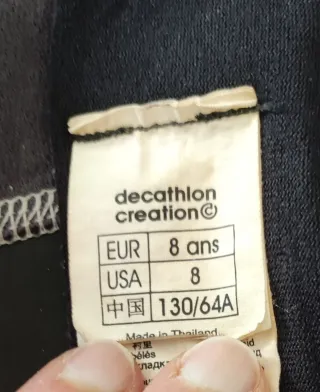 decathlon
creation©
EUR 8 ans
USA 8
中国 130/64A
Made in Thailand